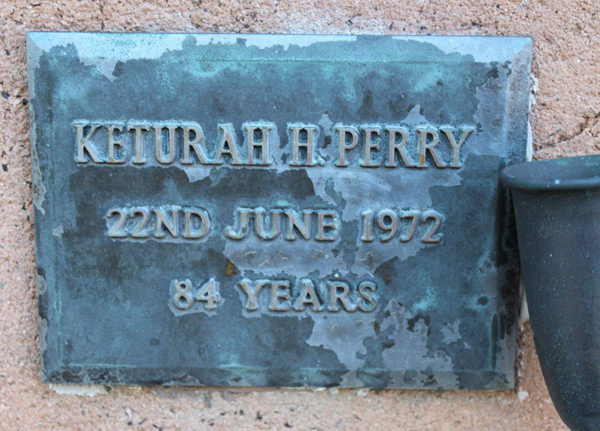 KETURAH H. PERRY
22ND JUNE 1972
84 YEARS